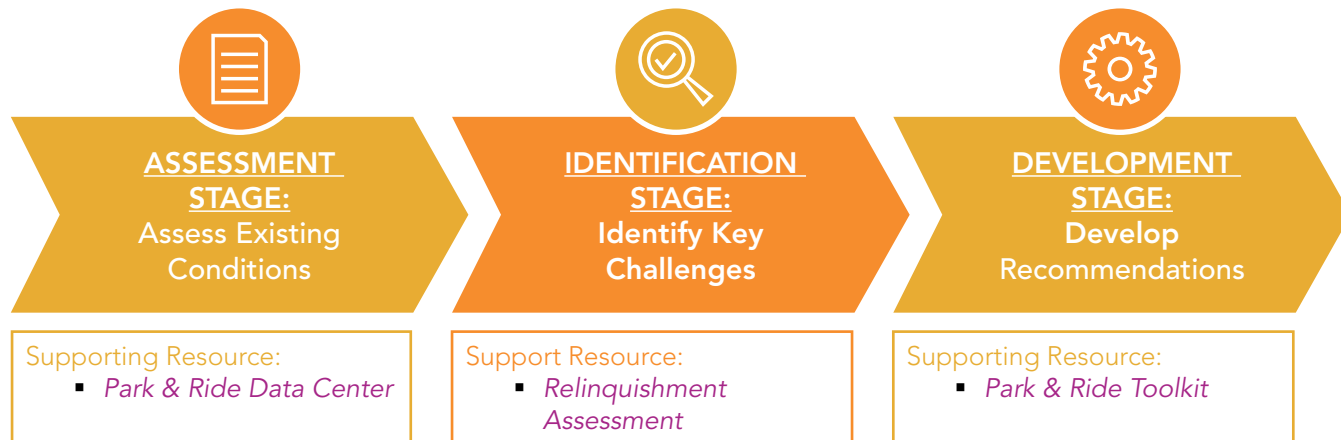 ASSESSMENT
STAGE:
Assess Existing
Conditions
Supporting Resource:
▪ Park & Ride Data Center
IDENTIFICATION
STAGE:
Identify Key
Challenges
Support Resource:
▪ Relinquishment
Assessment
DEVELOPMENT
STAGE:
Develop
Recommendations
Supporting Resource:
▪ Park & Ride Toolkit